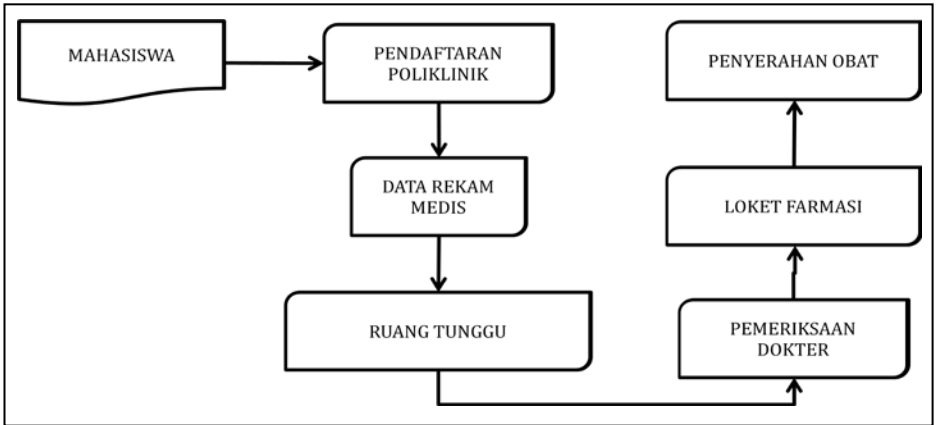 MAHASISWA
PENDAFTARAN
POLIKLINIK
DATA REKAM
MEDIS
RUANG TUNGGU
PEMERIKSAAN
DOKTER
LOKET FARMASI
PENYERAHAN OBAT